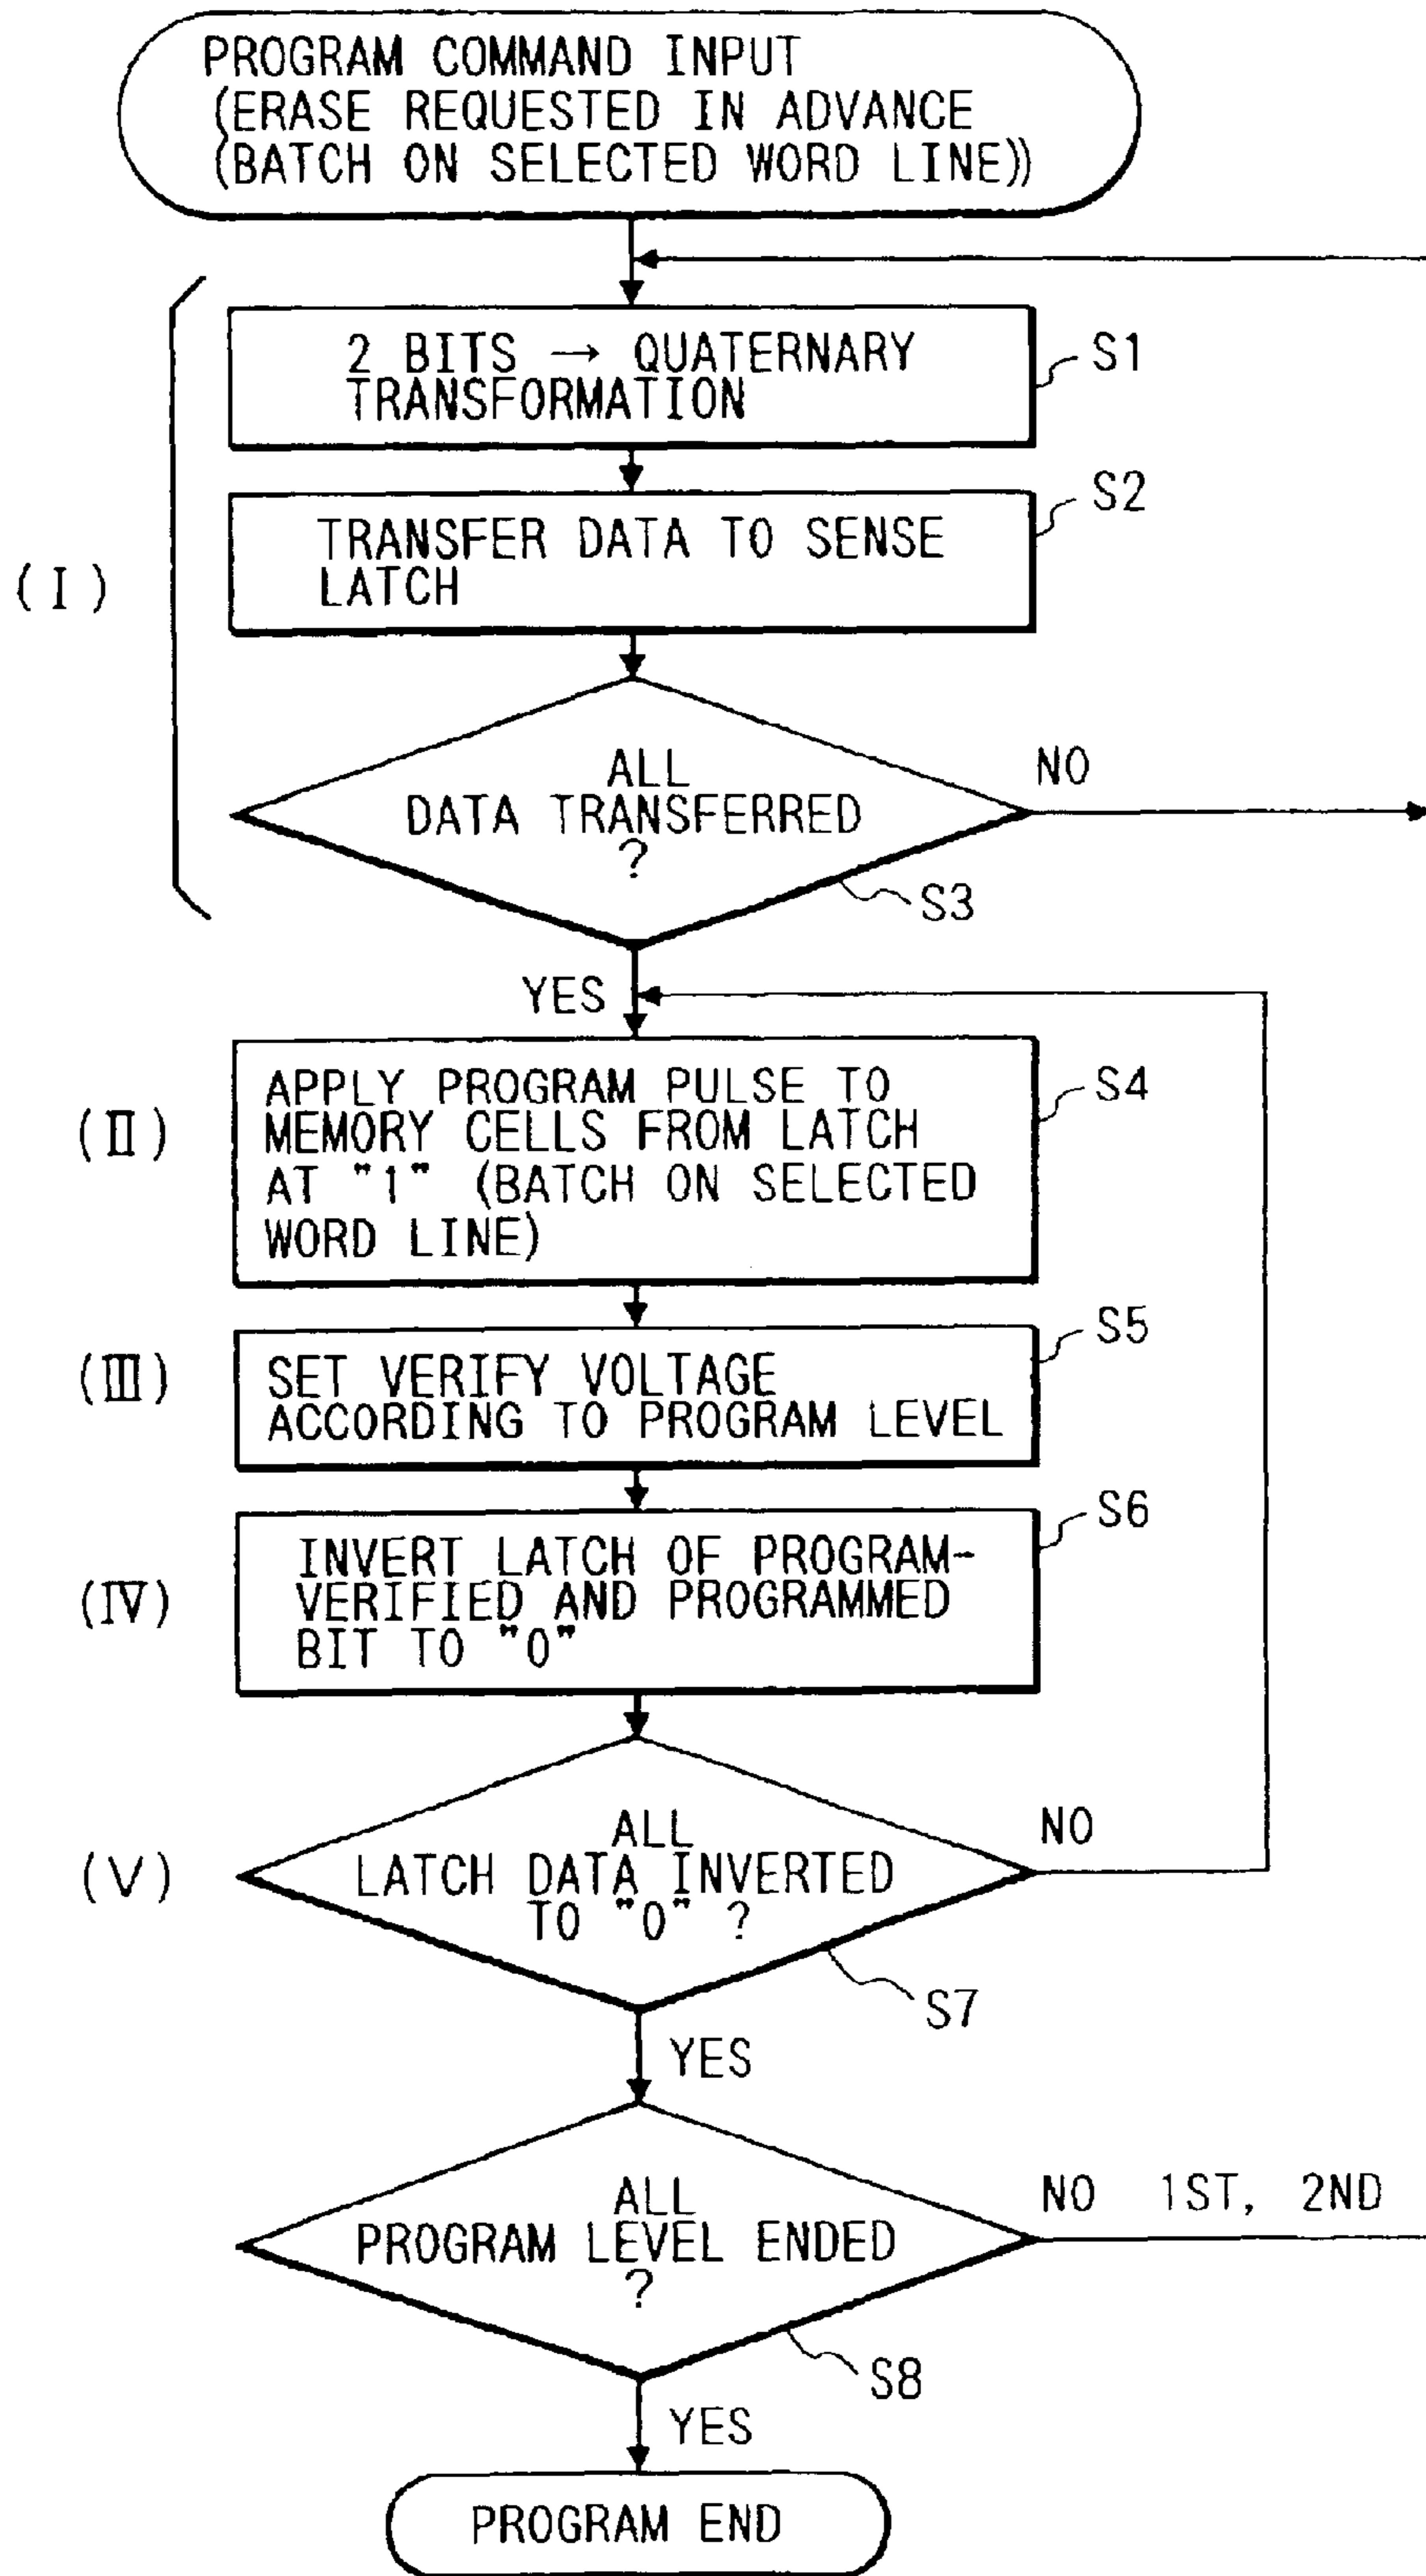 PROGRAM COMMAND INPUT
(ERASE REQUESTED IN ADVANCE
(BATCH ON SELECTED WORD LINE))
2 BITS → QUATERNARY
TRANSFORMATION
S1
TRANSFER DATA TO SENSE
LATCH
S2
(I)
ALL
DATA TRANSFERRED
?
NO
S3
YES
(II)
APPLY PROGRAM PULSE TO
MEMORY CELLS FROM LATCH
AT "1" (BATCH ON SELECTED
WORD LINE)
S4
(III)
SET VERIFY VOLTAGE
ACCORDING TO PROGRAM LEVEL
S5
(IV)
INVERT LATCH OF PROGRAM-
VERIFIED AND PROGRAMMED
BIT TO "0"
S6
(V)
ALL
LATCH DATA INVERTED
TO "0" ?
NO
S7
YES
ALL
PROGRAM LEVEL ENDED
?
NO 1ST, 2ND
S8
YES
PROGRAM END